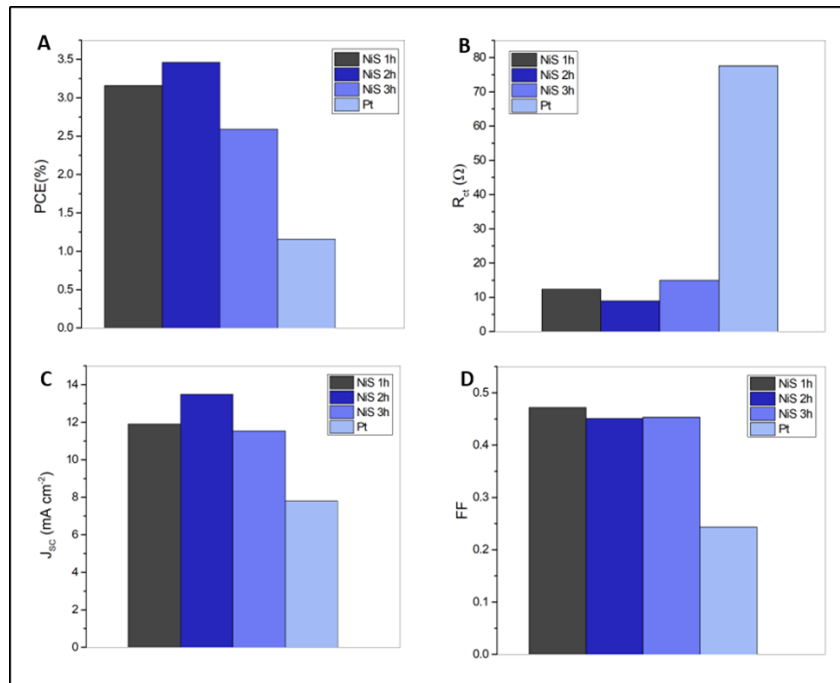 A
3.5
3.0
2.5
2.0
1.5
1.0
0.5
0.0
PCE(%)
NiS 1h
NiS 2h
NiS 3h
Pt
B
80
70
60
50
40
30
20
10
0
Rct (Ω)
NiS 1h
NiS 2h
NiS 3h
Pt
C
14
12
10
8
6
4
2
0
JSC (mA cm-2)
NiS 1h
NiS 2h
NiS 3h
Pt
D
0.5
0.4
0.3
0.2
0.1
0.0
FF
NiS 1h
NiS 2h
NiS 3h
Pt